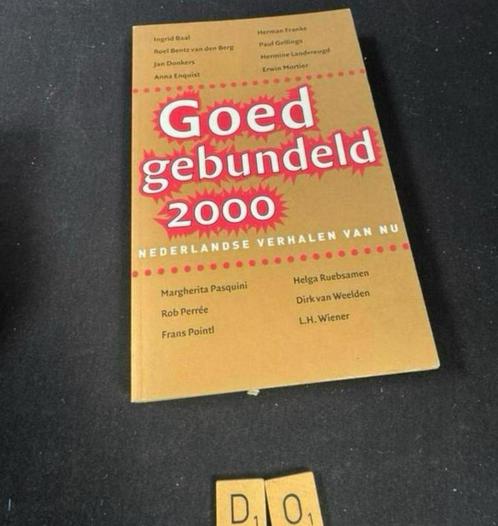 Ingrid Baal
Roel Bentz van den Berg
Jan Donkers
Anna Enquist
Herman Franke
Paul Gellings
Hermine Landvreugd
Erwin Mortier
Goed
gebundeld
2000
NEDERLANDSE VERHALEN VAN NU
Margherita Pasquini
Rob Perrée
Frans Pointl
Helga Ruebsamen
Dirk van Weelden
L.H. Wiener
D1 O1